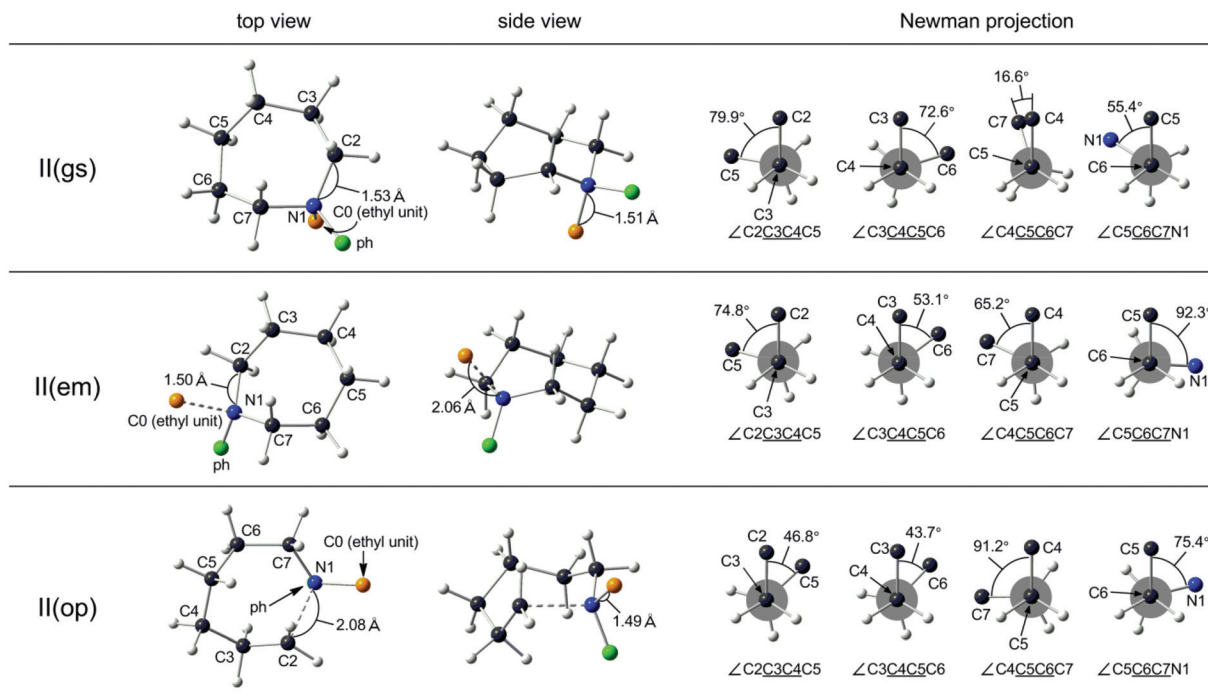 top view side view Newman projection
II(gs)
C3
C4
C5
C2
C6
C7
N1
1.53 Å
C0 (ethyl unit)
ph
1.51 Å
79.9°
C2
C5
C3
∠C2C3C4C5
C3
72.6°
C4
C6
∠C3C4C5C6
16.6°
C7
C4
C5
∠C4C5C6C7
55.4°
C5
N1
C6
∠C5C6C7N1
II(em)
C3
C4
C2
C5
1.50 Å
N1
C6
C0 (ethyl unit)
C7
ph
2.06 Å
74.8°
C2
C5
C3
∠C2C3C4C5
C3
53.1°
C4
C6
∠C3C4C5C6
65.2°
C4
C7
C5
∠C4C5C6C7
C5
92.3°
C6
N1
∠C5C6C7N1
II(op)
C6
C7
C0 (ethyl unit)
C5
N1
ph
C4
2.08 Å
C3
C2
1.49 Å
C2
46.8°
C3
C5
∠C2C3C4C5
C3
43.7°
C4
C6
∠C3C4C5C6
91.2°
C4
C7
C5
∠C4C5C6C7
C5
75.4°
C6
N1
∠C5C6C7N1